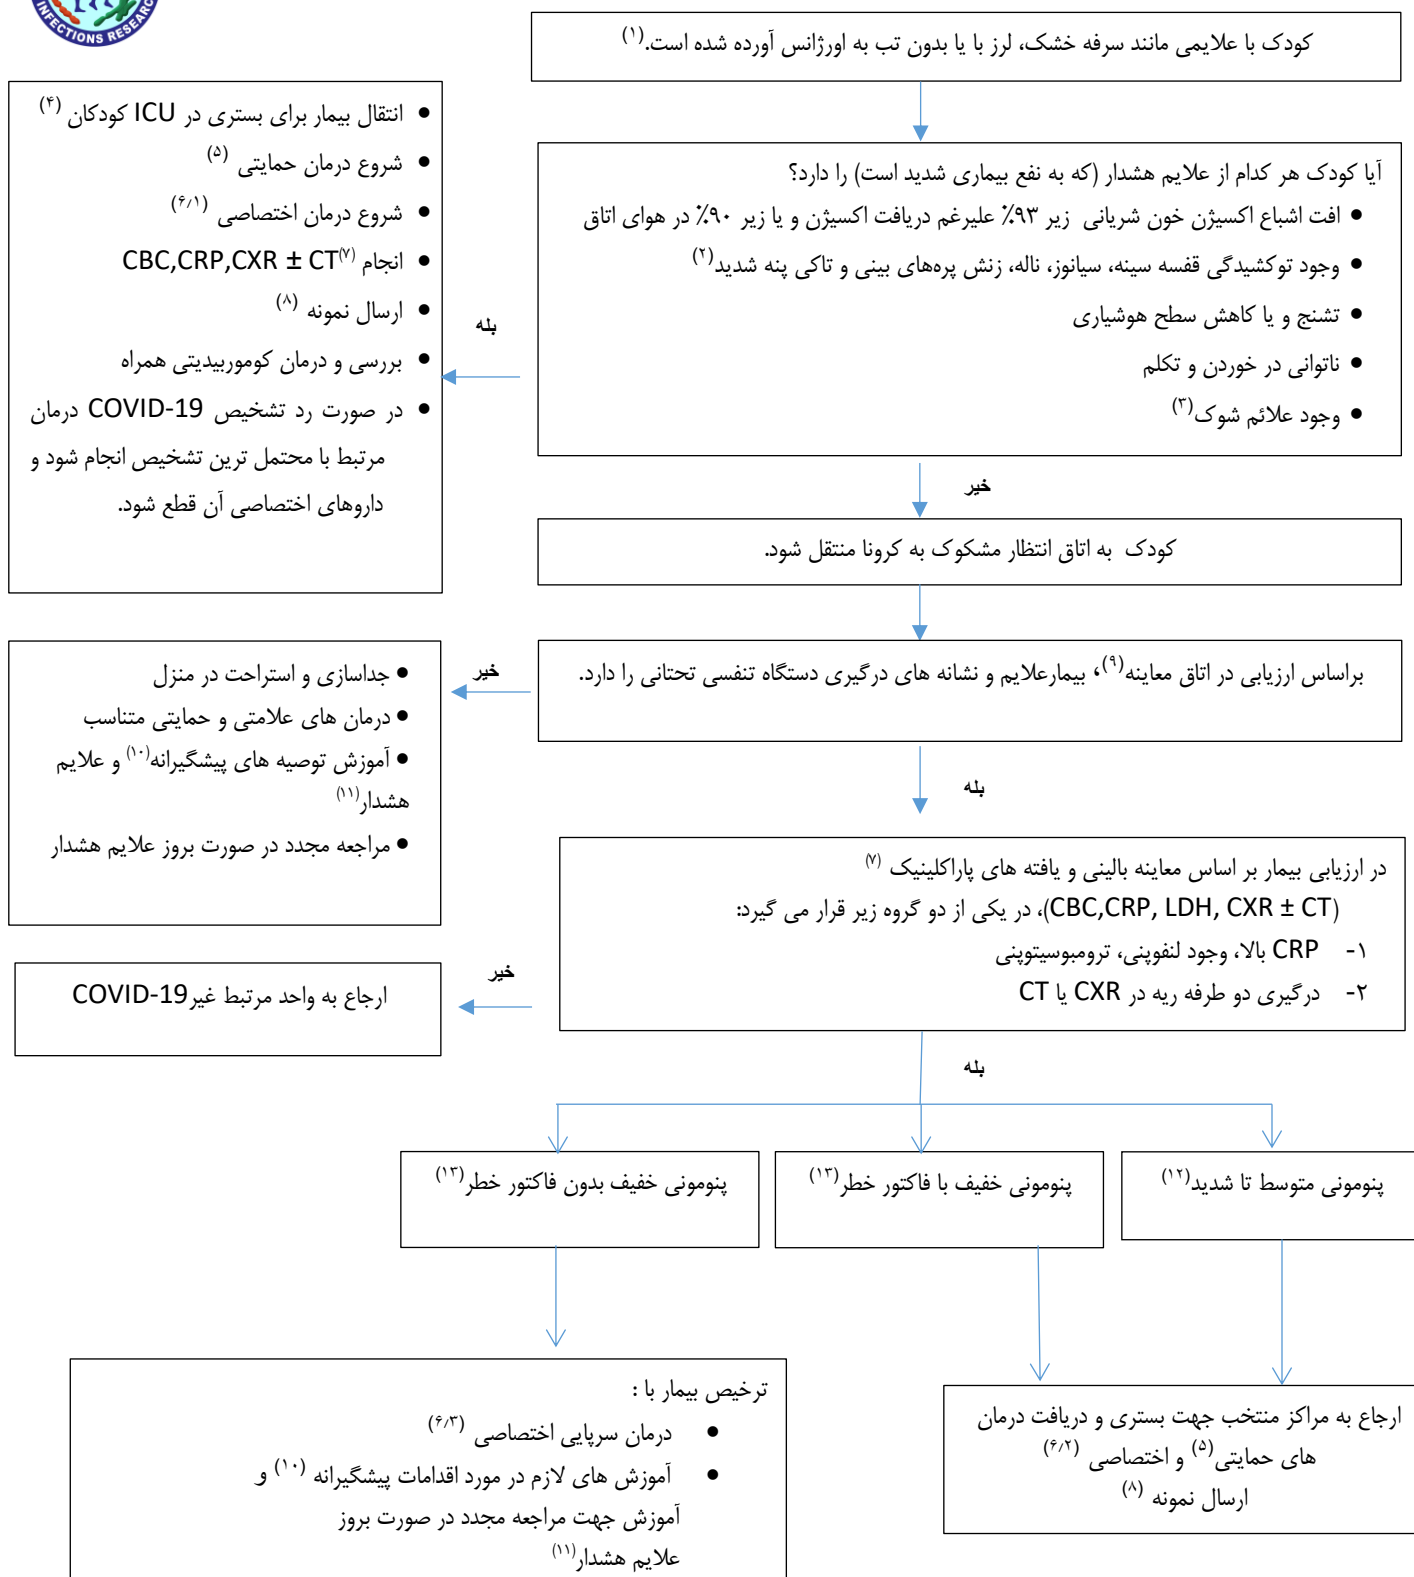 INFECTIONS RESEAR
کودک با علایمی مانند سرفه خشک، لرز با یا بدون تب به اورژانس آورده شده است.(۱)
آیا کودک هر کدام از علایم هشدار (که به نفع بیماری شدید است) را دارد؟
● افت اشباع اکسیژن خون شریانی زیر ۹۳٪ علیرغم دریافت اکسیژن و یا زیر ۹۰٪ در هوای اتاق
● وجود توکشیدگی قفسه سینه، سیانوز، ناله، زنش پره‌های بینی و تاکی پنه شدید(۲)
● تشنج و یا کاهش سطح هوشیاری
● ناتوانی در خوردن و تکلم
● وجود علائم شوک(۳)
بله
● انتقال بیمار برای بستری در ICU کودکان (۴)
● شروع درمان حمایتی (۵)
● شروع درمان اختصاصی (۶٫۱)
● انجام CBC,CRP,CXR ± CT(۷)
● ارسال نمونه (۸)
● بررسی و درمان کوموربیدیتی همراه
● در صورت رد تشخیص COVID-19 درمان
مرتبط با محتمل ترین تشخیص انجام شود و
داروهای اختصاصی آن قطع شود.
خیر
کودک به اتاق انتظار مشکوک به کرونا منتقل شود.
براساس ارزیابی در اتاق معاینه(۹)، بیمارعلایم و نشانه های درگیری دستگاه تنفسی تحتانی را دارد.
خیر
● جداسازی و استراحت در منزل
● درمان های علامتی و حمایتی متناسب
● آموزش توصیه های پیشگیرانه(۱۰) و علایم
هشدار(۱۱)
● مراجعه مجدد در صورت بروز علایم هشدار
بله
در ارزیابی بیمار بر اساس معاینه بالینی و یافته های پاراکلینیک (۷)
(CBC,CRP, LDH, CXR ± CT)، در یکی از دو گروه زیر قرار می گیرد:
۱- CRP بالا، وجود لنفوپنی، ترومبوسیتوپنی
۲- درگیری دو طرفه ریه در CXR یا CT
خیر
ارجاع به واحد مرتبط غیرCOVID-19
بله
پنومونی متوسط تا شدید(۱۲)
پنومونی خفیف با فاکتور خطر(۱۳)
پنومونی خفیف بدون فاکتور خطر(۱۳)
ارجاع به مراکز منتخب جهت بستری و دریافت درمان
های حمایتی(۵) و اختصاصی (۶٫۲)
ارسال نمونه (۸)
ترخیص بیمار با :
● درمان سرپایی اختصاصی (۶٫۳)
● آموزش های لازم در مورد اقدامات پیشگیرانه (۱۰) و
آموزش جهت مراجعه مجدد در صورت بروز
علایم هشدار(۱۱)